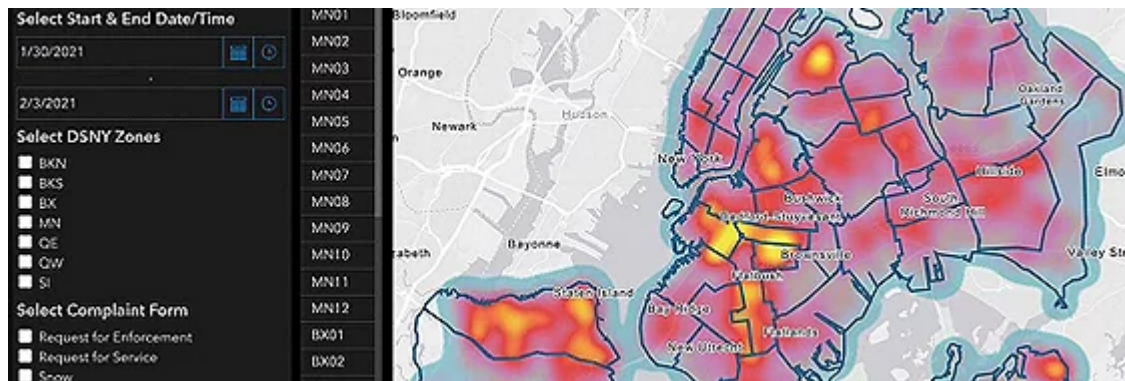 Select Start & End Date/Time
1/30/2021
2/3/2021
Select DSNY Zones
BKN
BKS
BX
MN
QE
QW
SI
Select Complaint Form
Request for Enforcement
Request for Service
Snow
MN01
MN02
MN03
MN04
MN05
MN06
MN07
MN08
MN09
MN10
MN11
MN12
BX01
BX02
Bloomfield
Orange
Newark
Hudson
New York
Bayonne
Staten Island
Oakland
Gardens
Hillside
Elmo
Bushwick
South
Richmond Hill
Bedford-Stuyvesant
Brownsville
Valley Str
Flatbush
Bay Ridge
Flatlands
New Utrecht
zabeth